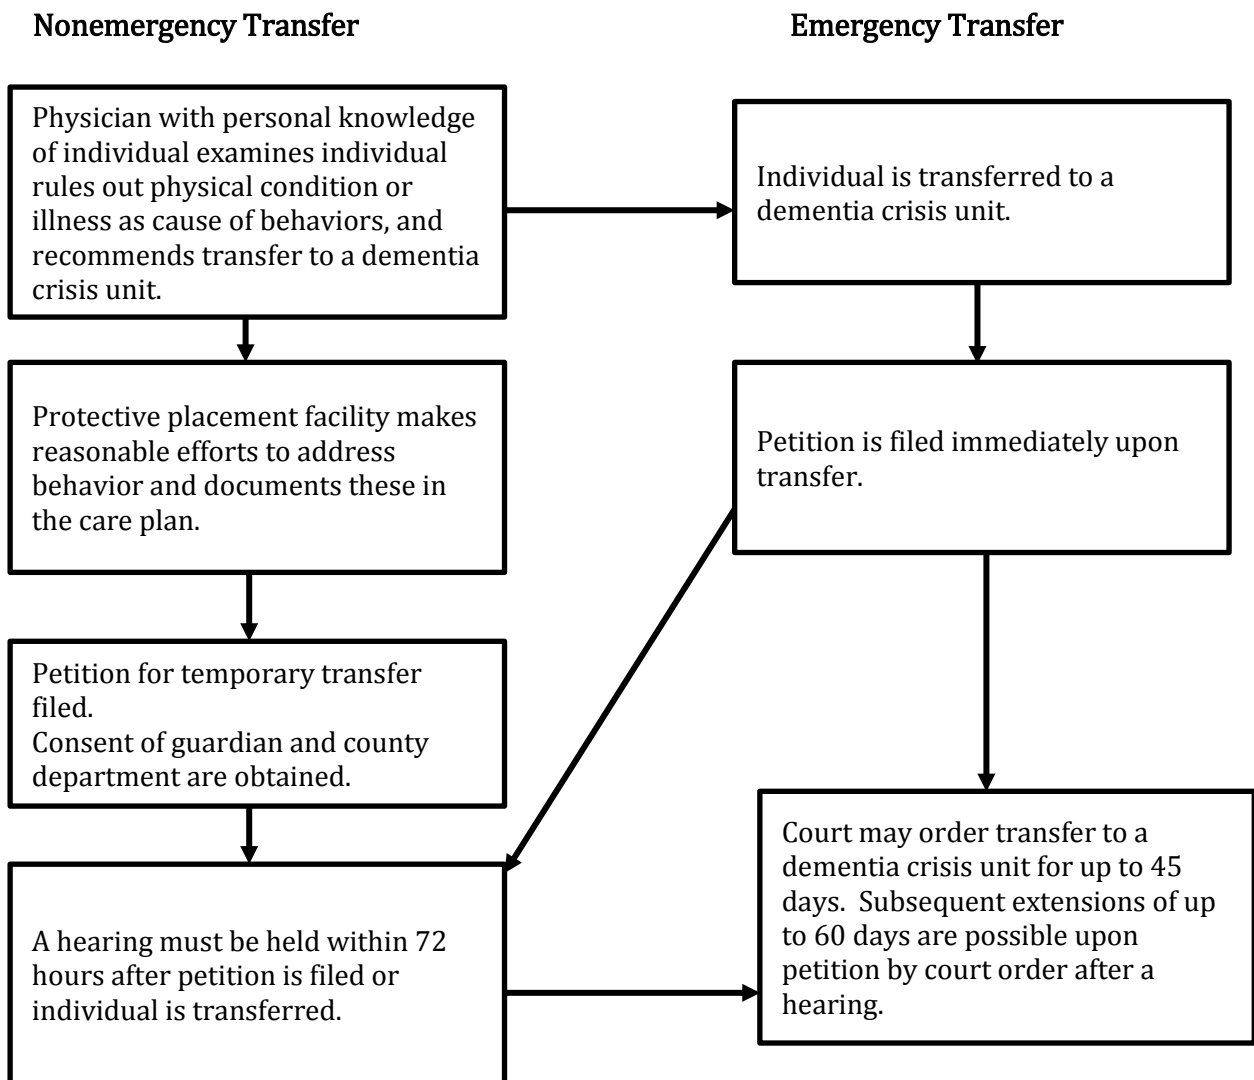 Nonemergency Transfer
Emergency Transfer
Physician with personal knowledge
of individual examines individual
rules out physical condition or
illness as cause of behaviors, and
recommends transfer to a dementia
crisis unit.
Individual is transferred to a
dementia crisis unit.
Protective placement facility makes
reasonable efforts to address
behavior and documents these in
the care plan.
Petition is filed immediately upon
transfer.
Petition for temporary transfer
filed.
Consent of guardian and county
department are obtained.
A hearing must be held within 72
hours after petition is filed or
individual is transferred.
Court may order transfer to a
dementia crisis unit for up to 45
days.  Subsequent extensions of up
to 60 days are possible upon
petition by court order after a
hearing.